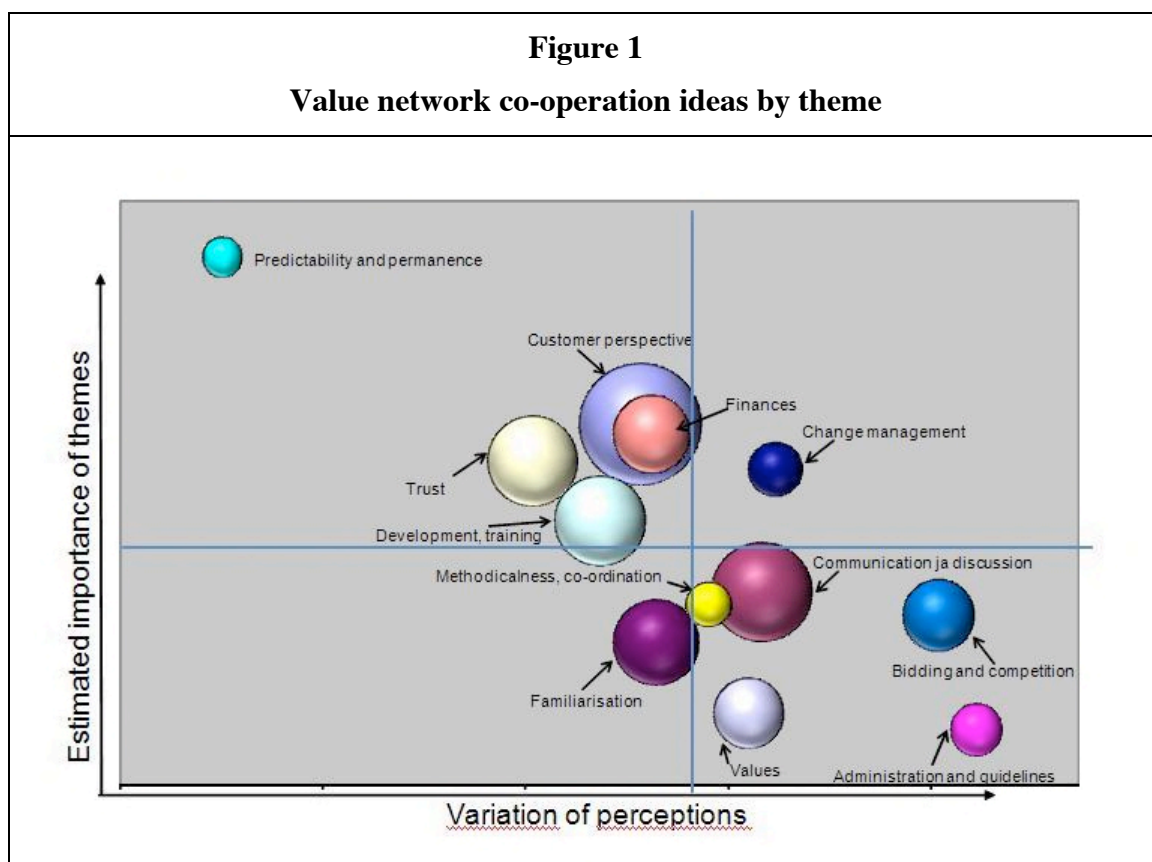 Figure 1
Value network co-operation ideas by theme
Predictability and permanence
Customer perspective
Finances
Change management
Trust
Development, training
Methodicalness, co-ordination
Communication ja discussion
Bidding and competition
Familiarisation
Values
Administration and guidelines
Estimated importance of themes
Variation of perceptions